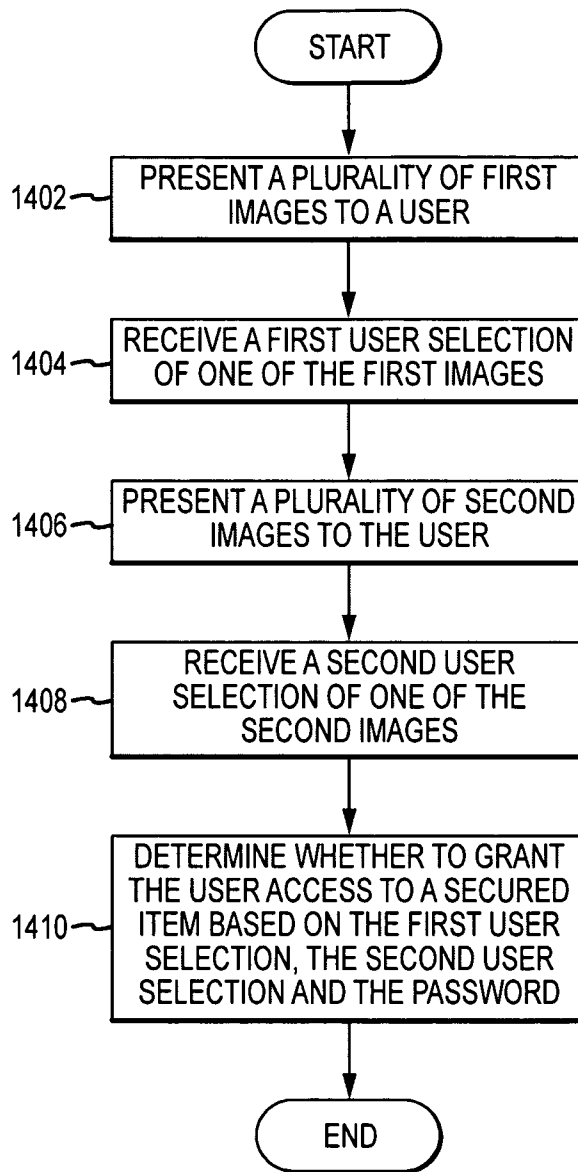 START
1402
PRESENT A PLURALITY OF FIRST
IMAGES TO A USER
1404
RECEIVE A FIRST USER SELECTION
OF ONE OF THE FIRST IMAGES
1406
PRESENT A PLURALITY OF SECOND
IMAGES TO THE USER
1408
RECEIVE A SECOND USER
SELECTION OF ONE OF THE
SECOND IMAGES
1410
DETERMINE WHETHER TO GRANT
THE USER ACCESS TO A SECURED
ITEM BASED ON THE FIRST USER
SELECTION, THE SECOND USER
SELECTION AND THE PASSWORD
END